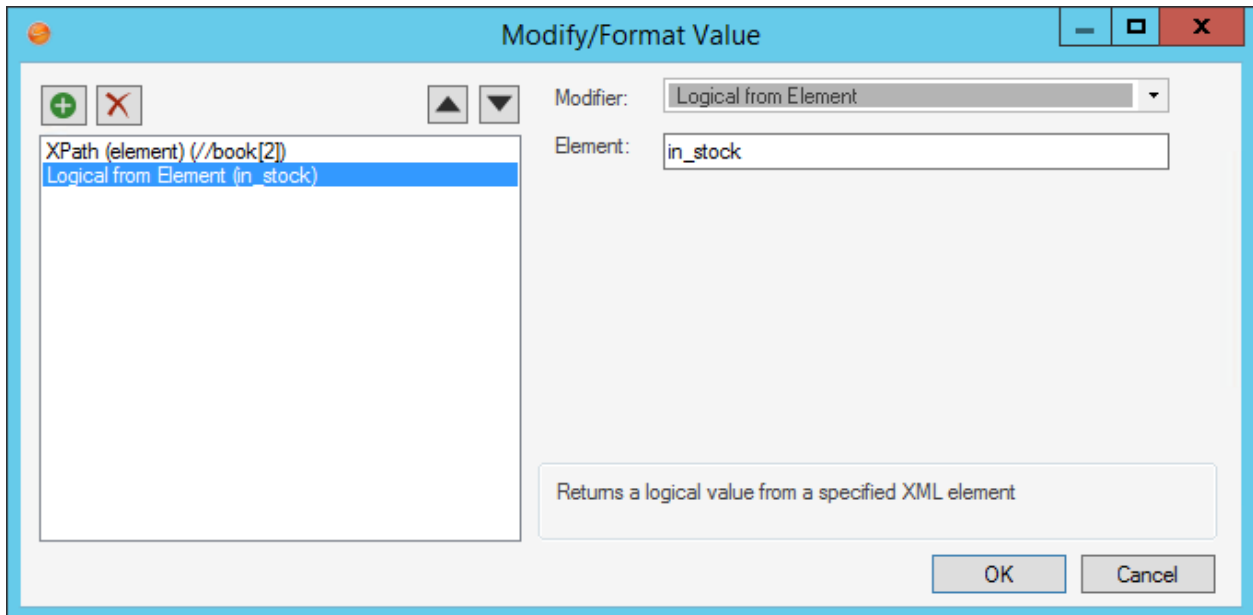 Modify/Format Value
XPath (element) (//book[2])
Logical from Element (in_stock)
Modifier:
Logical from Element
Element:
in_stock
Returns a logical value from a specified XML element
OK
Cancel